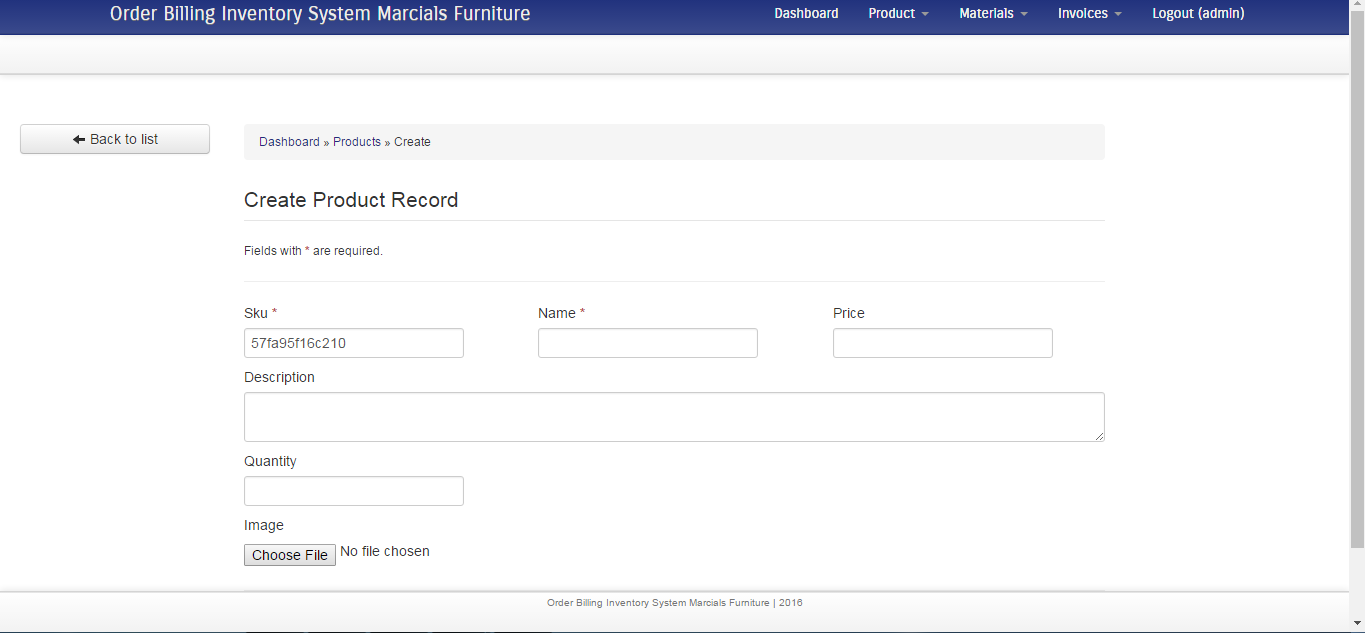 Order Billing Inventory System Marcials Furniture Dashboard Product Materials Invoices Logout (admin)
Back to list Dashboard » Products » Create
Create Product Record
Fields with * are required.
Sku * Name * Price
57fa95f16c210
Description
Quantity
Image
Choose File No file chosen
Order Billing Inventory System Marcials Furniture | 2016